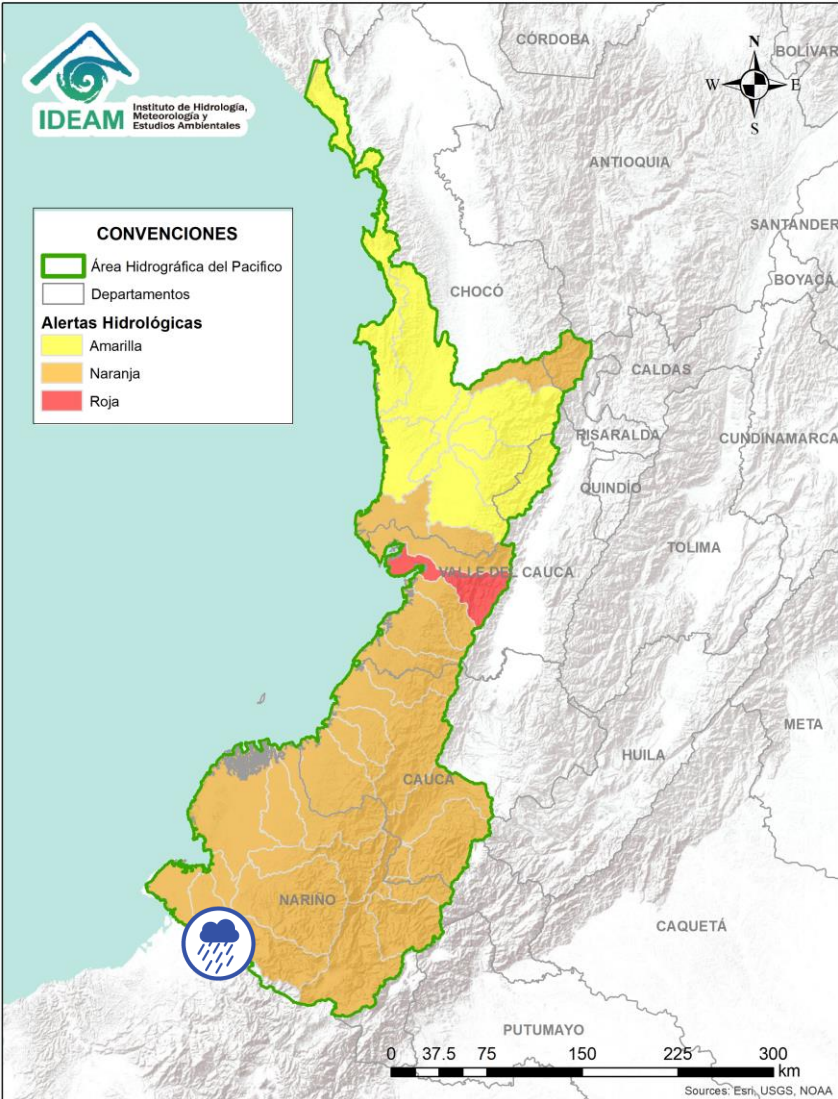 CÓRDOBA
BOLÍVAR
N
W
E
S
IDEAM
Instituto de Hidrología,
Meteorología y
Estudios Ambientales
ANTIOQUIA
SANTANDER
CONVENCIONES
Área Hidrográfica del Pacifico
Departamentos
Alertas Hidrológicas
Amarilla
Naranja
Roja
BOYACÁ
CHOCÓ
CALDAS
RISARALDA
CUNDINAMARCA
QUINDÍO
TOLIMA
VALLE DEL CAUCA
META
HUILA
CAUCA
NARIÑO
CAQUETÁ
PUTUMAYO
0 37.5 75 150 225 300
km
Sources: Esri, USGS, NOAA